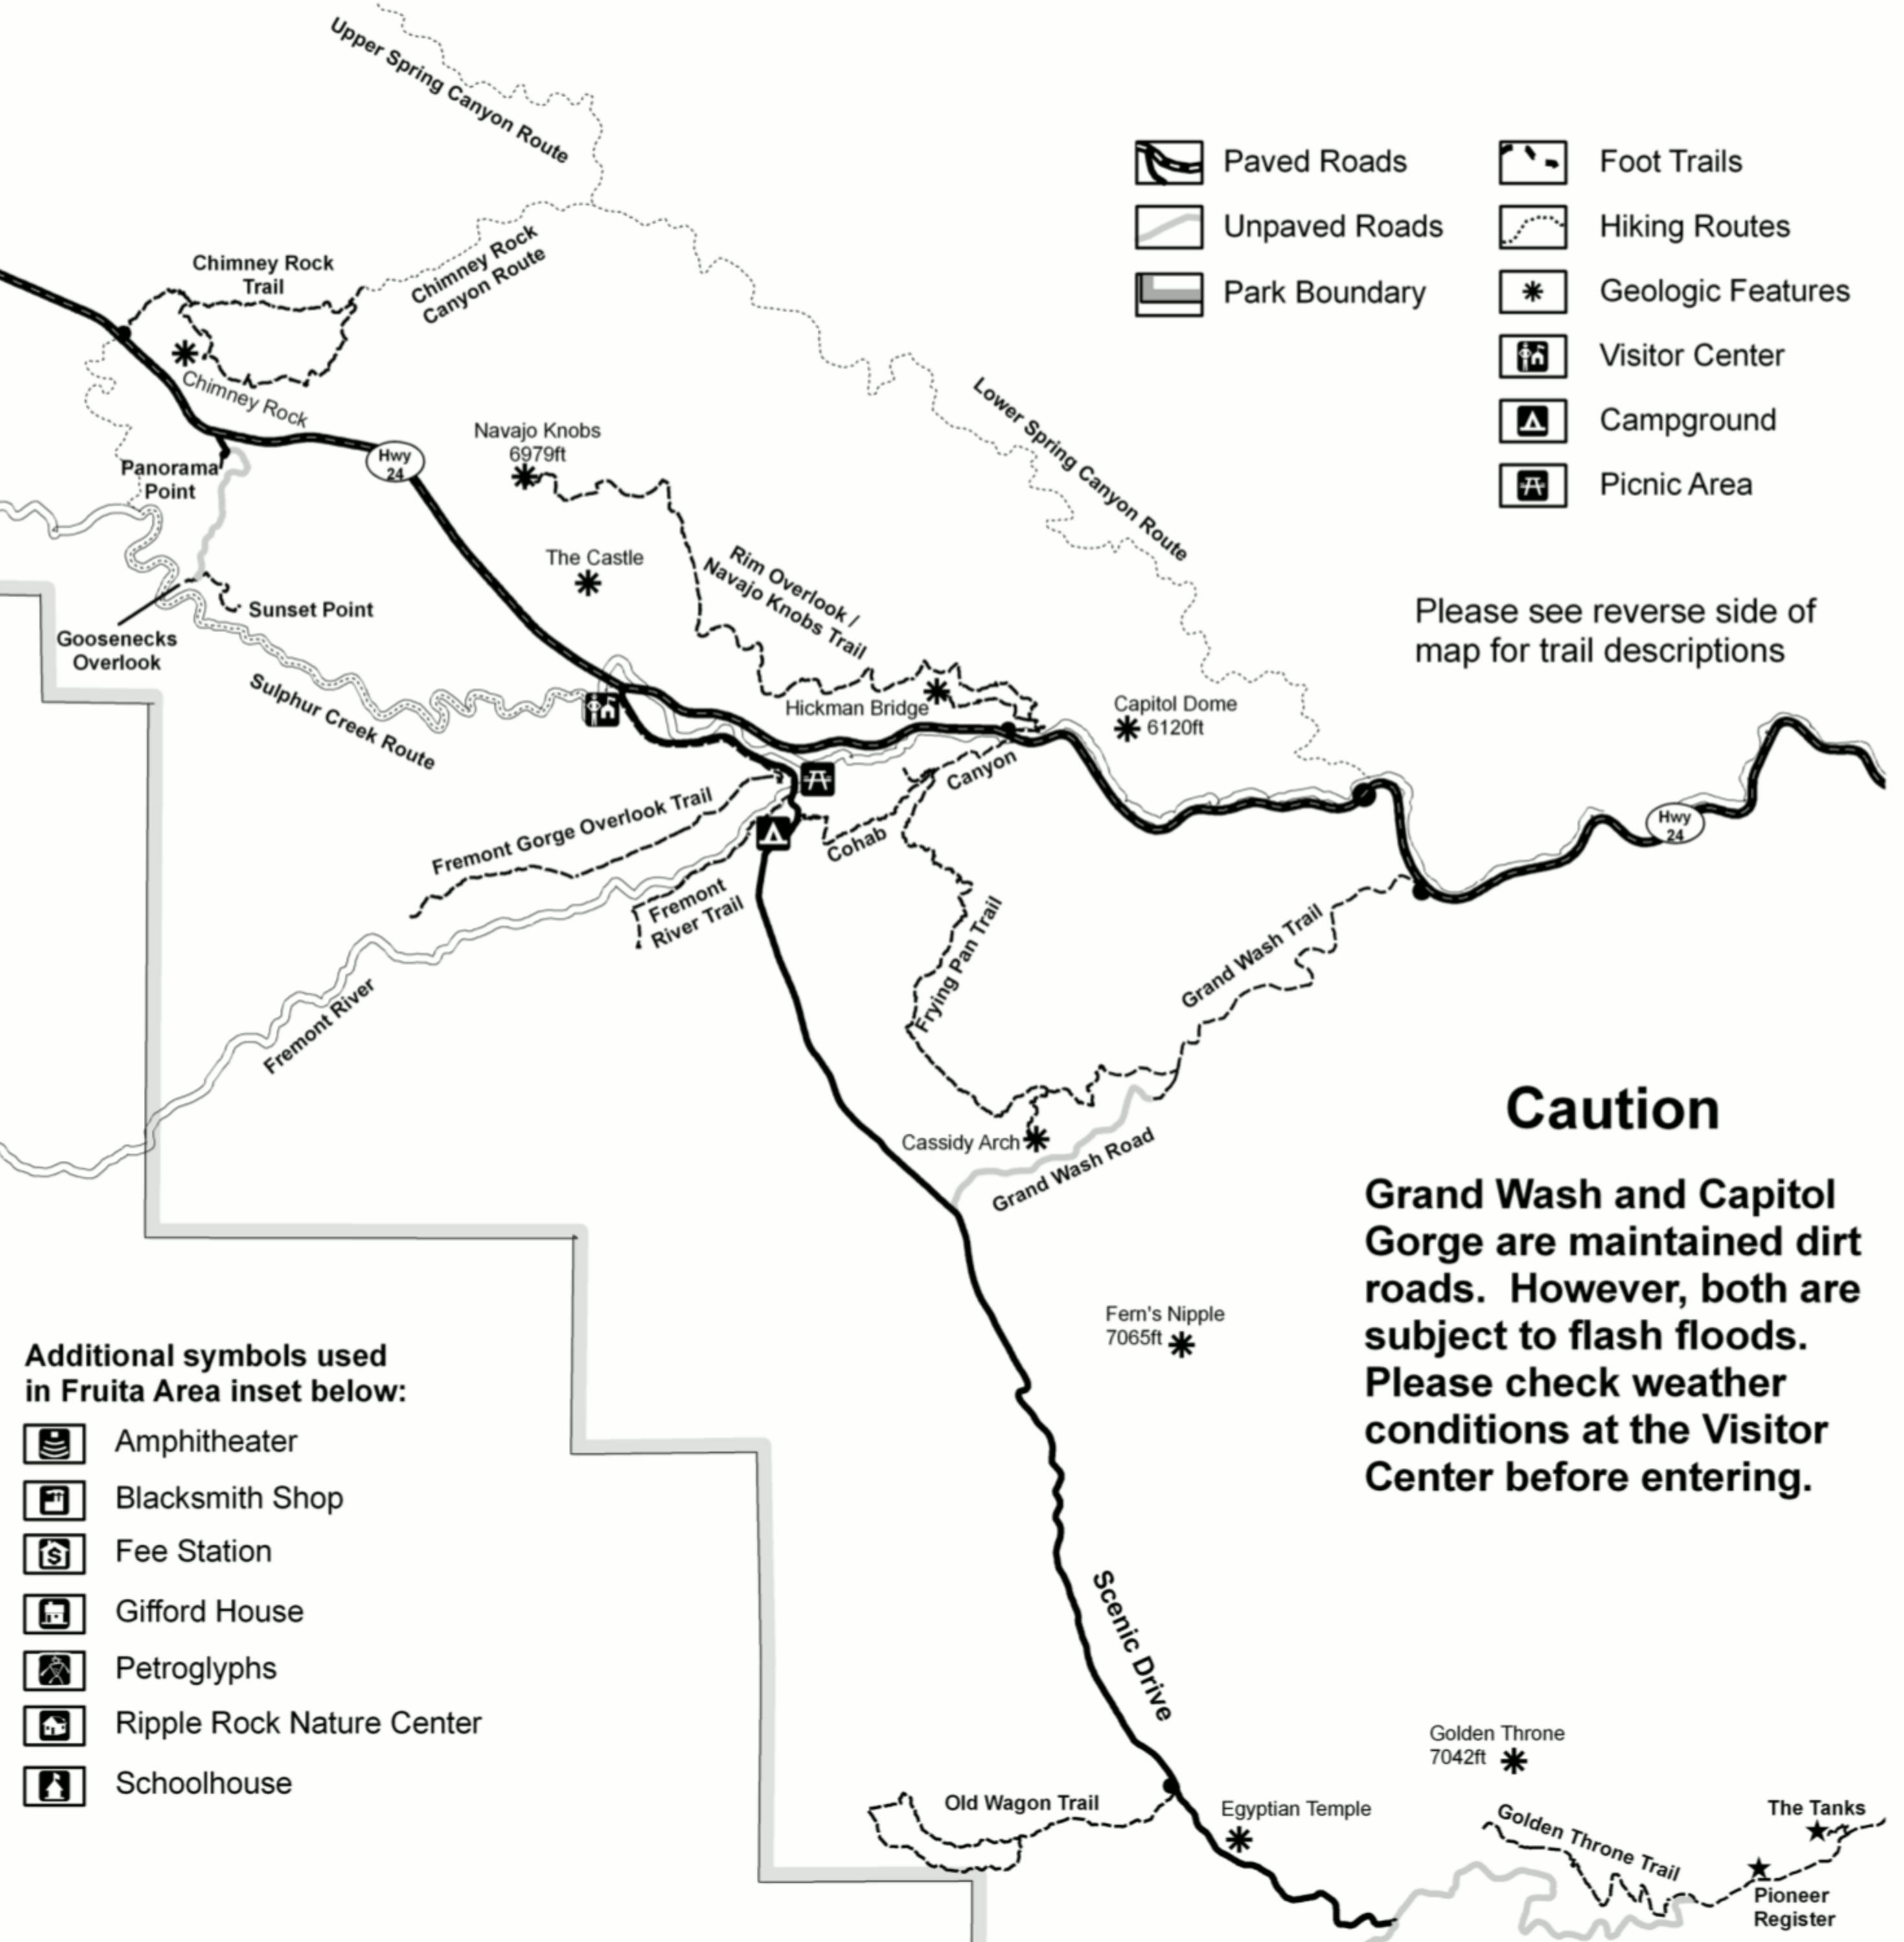 Upper Spring Canyon Route
Paved Roads
Foot Trails
Unpaved Roads
Hiking Routes
Park Boundary
Geologic Features
Visitor Center
Campground
Picnic Area
Chimney Rock
Trail
Chimney Rock
Canyon Route
Chimney Rock
Hwy
24
Panorama
Point
Navajo Knobs
6979ft
Lower Spring Canyon Route
The Castle
Rim Overlook /
Navajo Knobs Trail
Sunset Point
Goosenecks
Overlook
Please see reverse side of
map for trail descriptions
Sulphur Creek Route
Hickman Bridge
Capitol Dome
6120ft
Canyon
Cohab
Fremont Gorge Overlook Trail
Fremont
River Trail
Hwy
24
Frying Pan Trail
Grand Wash Trail
Fremont River
Cassidy Arch
Grand Wash Road
Caution
Grand Wash and Capitol
Gorge are maintained dirt
roads.  However, both are
subject to flash floods.
Please check weather
conditions at the Visitor
Center before entering.
Fern's Nipple
7065ft
Additional symbols used
in Fruita Area inset below:
Amphitheater
Blacksmith Shop
Fee Station
$
Gifford House
Petroglyphs
Ripple Rock Nature Center
Schoolhouse
Scenic Drive
Golden Throne
7042ft
Old Wagon Trail
Egyptian Temple
Golden Throne Trail
The Tanks
Pioneer
Register